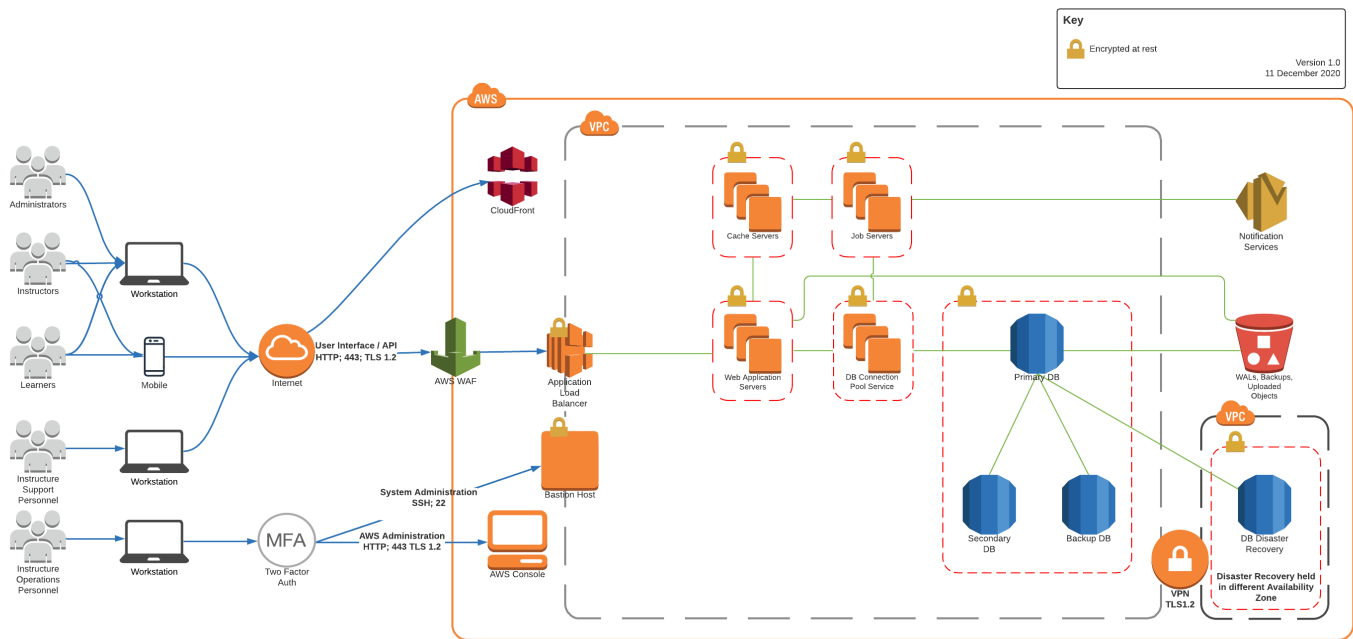 Key
Encrypted at rest
Version 1.0
11 December 2020
AWS
VPC
Administrators
CloudFront
Cache Servers
Job Servers
Notification
Services
Instructors
Workstation
User Interface / API
HTTP; 443; TLS 1.2
Learners
Mobile
Internet
AWS WAF
Application
Load
Balancer
Web Application
Servers
DB Connection
Pool Service
Primary DB
WALs, Backups,
Uploaded
Objects
VPC
Instructure
Support
Personnel
Workstation
System Administration
SSH; 22
Bastion Host
AWS Administration
HTTP; 443 TLS 1.2
Instructure
Operations
Personnel
Workstation
MFA
Two Factor
Auth
AWS Console
Secondary
DB
Backup DB
DB Disaster
Recovery
Disaster Recovery held
in different Availability
Zone
VPN
TLS1.2